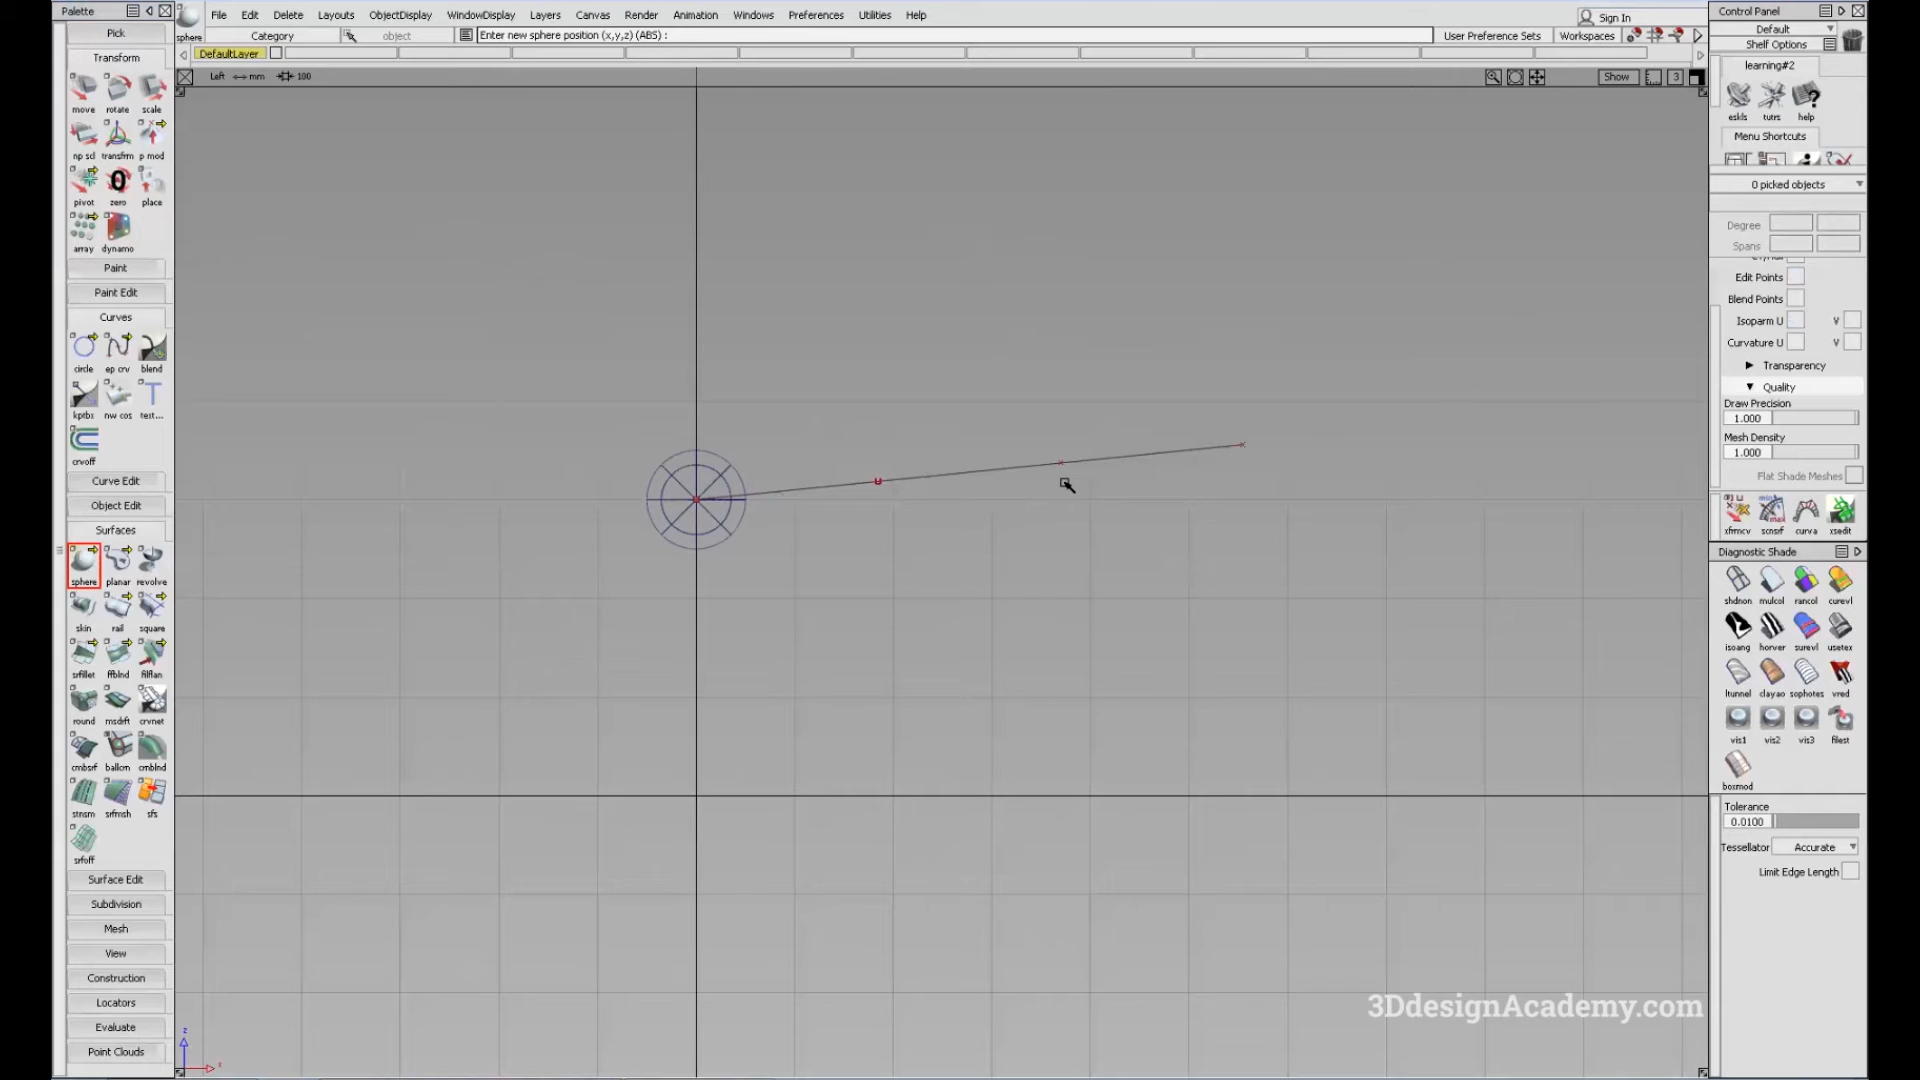 Palette
File Edit Delete Layouts ObjectDisplay WindowDisplay Layers Canvas Render Animation Windows Preferences Utilities Help
Sign In
sphere Category object Enter new sphere position (x,y,z) (ABS) : User Preference Sets Workspaces
DefaultLayer
Left mm 100 Show 3
Pick
Transform
move rotate scale
np scl transfrm p mod
pivot zero place
array dynamo
Paint
Paint Edit
Curves
circle ep crv blend
kptbx nw cos text...
crvoff
Curve Edit
Object Edit
Surfaces
sphere planar revolve
skin rail square
srfillet ffblnd filflan
round msdrft crvnet
cmbsrf ballcrn cmblnd
srfmsh sfs
srfoff
Surface Edit
Subdivision
Mesh
View
Construction
Locators
Evaluate
Point Clouds
z
Control Panel
Default
Shelf Options
learning#2
eskls tutrs help
Menu Shortcuts
0 picked objects
Degree
Spans
Edit Points
Blend Points
Isoparm U V
Curvature U V
Transparency
Quality
Draw Precision
1.000
Mesh Density
1.000
Flat Shade Meshes
xfrmcv scnsrf curva xsedit
Diagnostic Shade
shdnon mulcol rancol curevl
isoang horver surevl usetex
ltunnel clayao sophotes vred
vis1 vis2 vis3 filest
boxmod
Tolerance
0.0100
Tessellator Accurate
Limit Edge Length
3DdesignAcademy.com